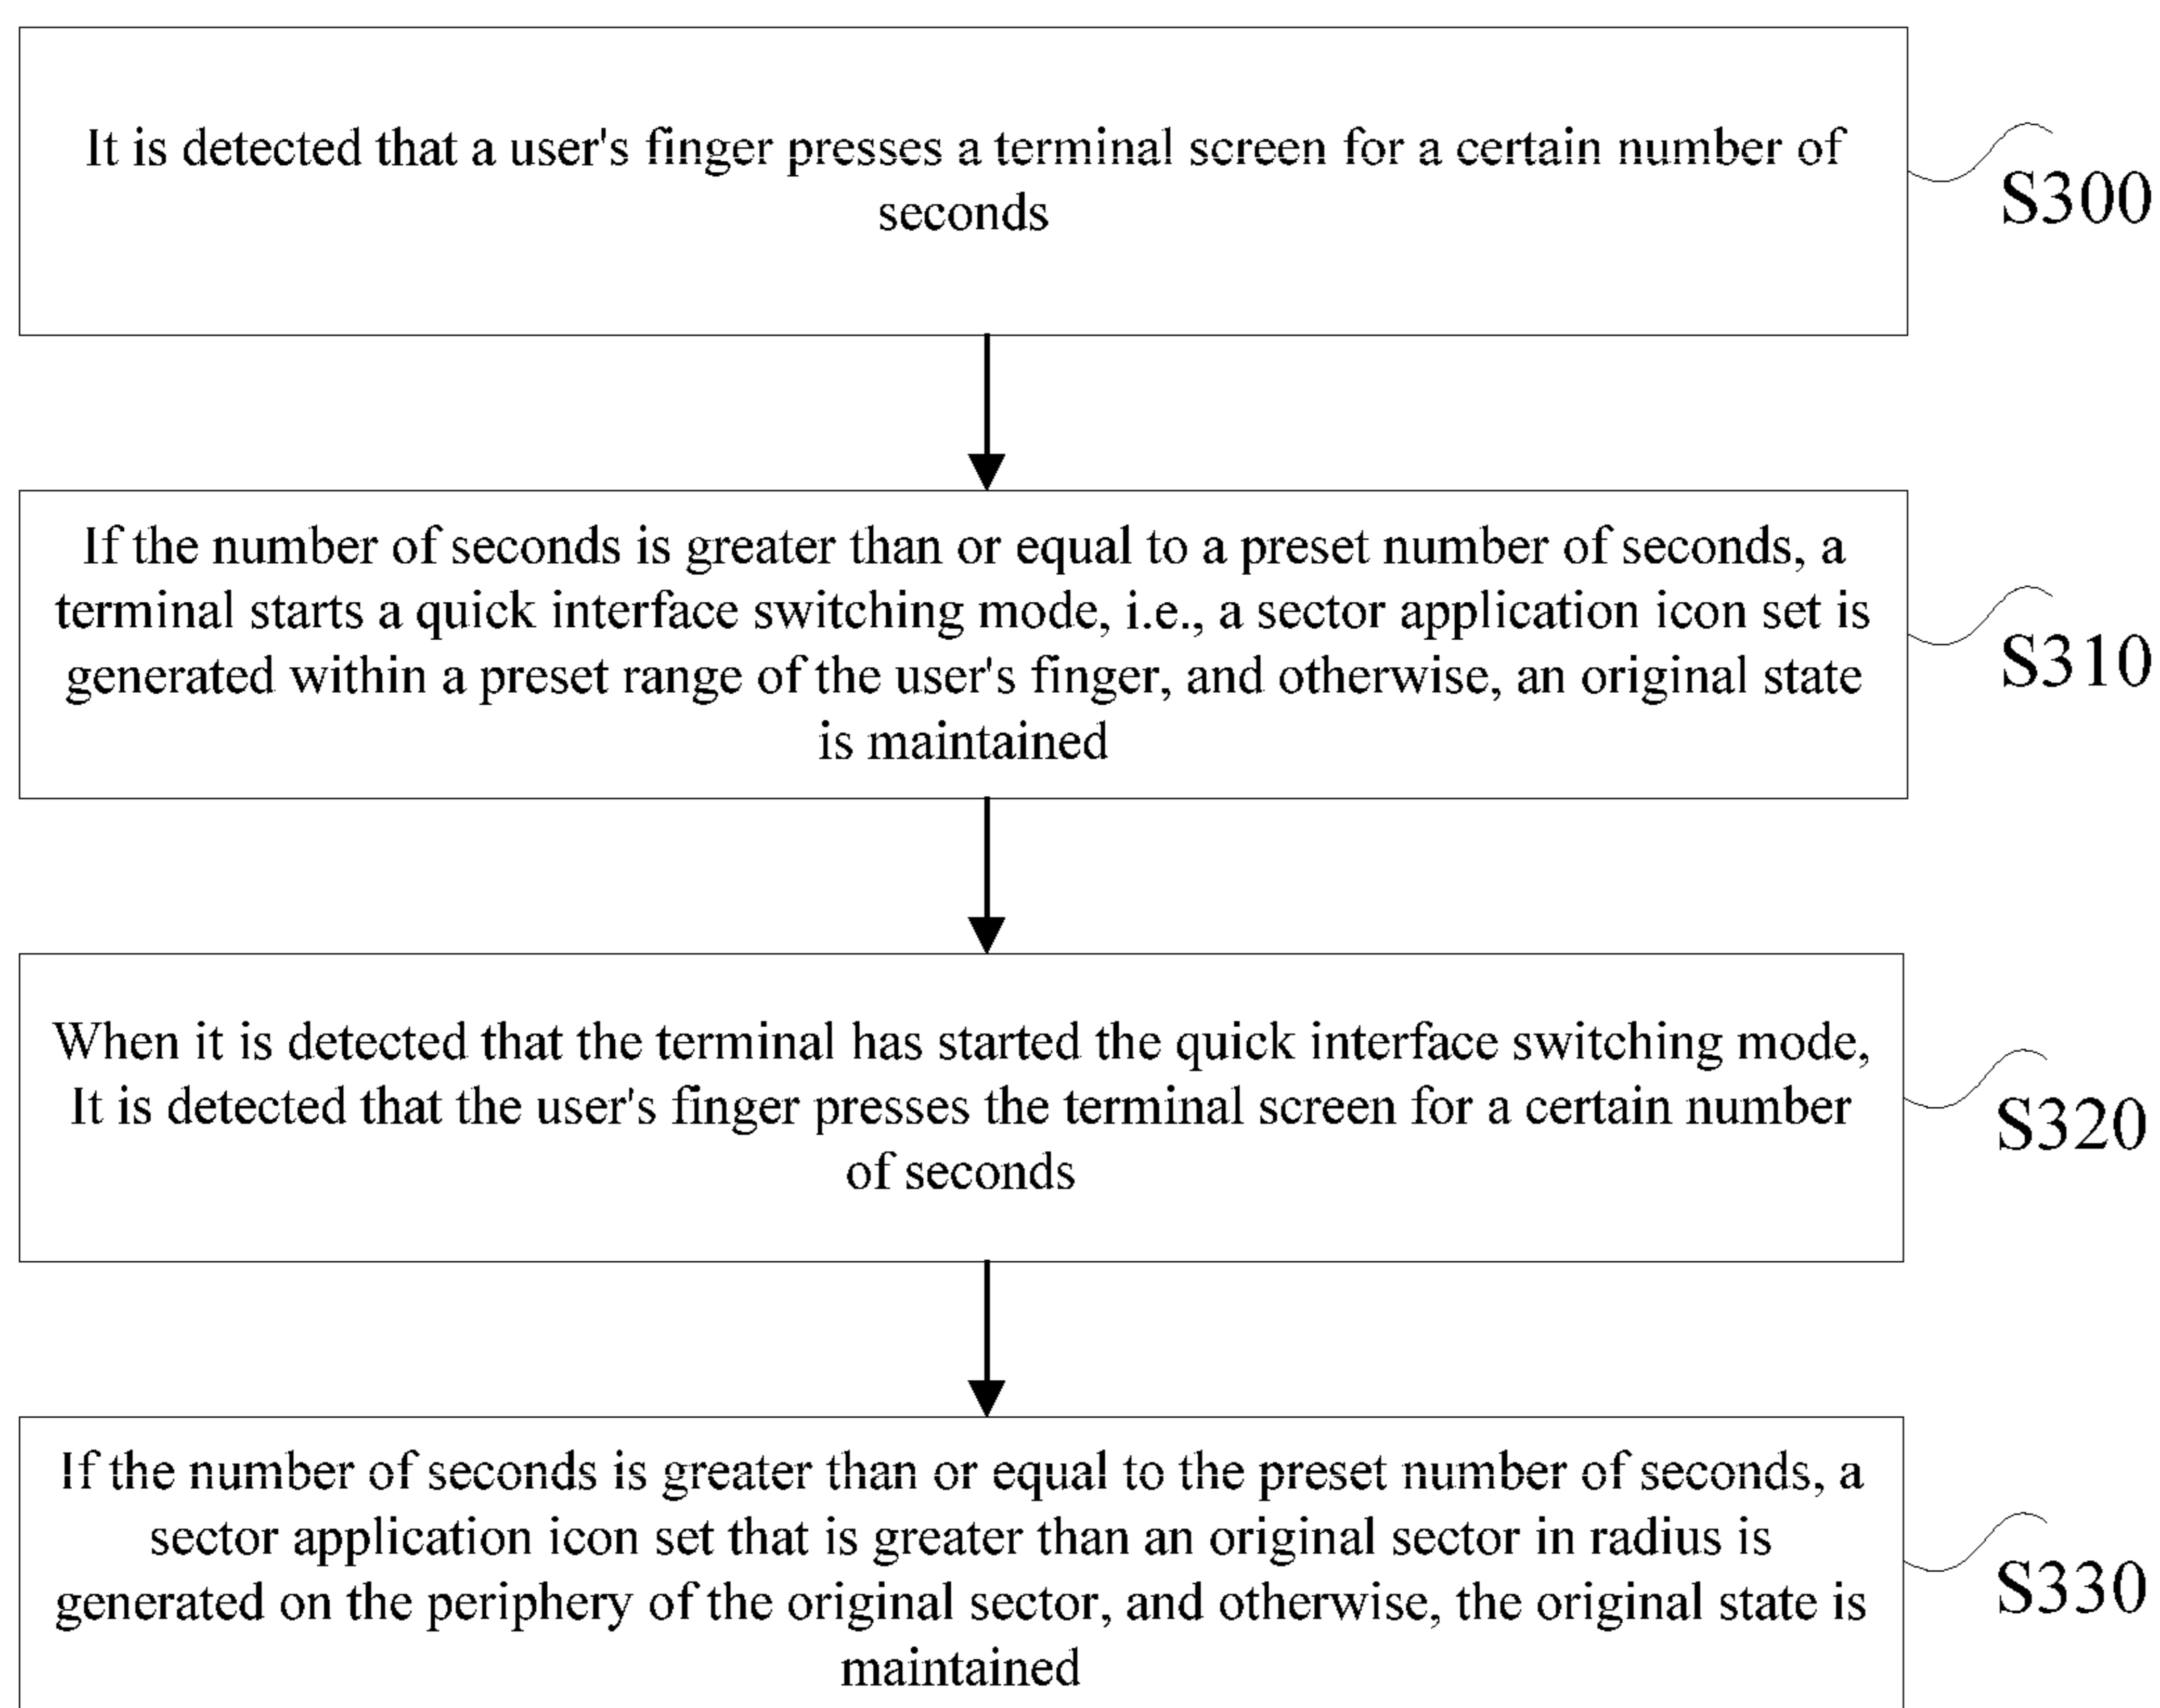 It is detected that a user's finger presses a terminal screen for a certain number of
seconds
S300
If the number of seconds is greater than or equal to a preset number of seconds, a
terminal starts a quick interface switching mode, i.e., a sector application icon set is
generated within a preset range of the user's finger, and otherwise, an original state
is maintained
S310
When it is detected that the terminal has started the quick interface switching mode,
It is detected that the user's finger presses the terminal screen for a certain number
of seconds
S320
If the number of seconds is greater than or equal to the preset number of seconds, a
sector application icon set that is greater than an original sector in radius is
generated on the periphery of the original sector, and otherwise, the original state is
maintained
S330